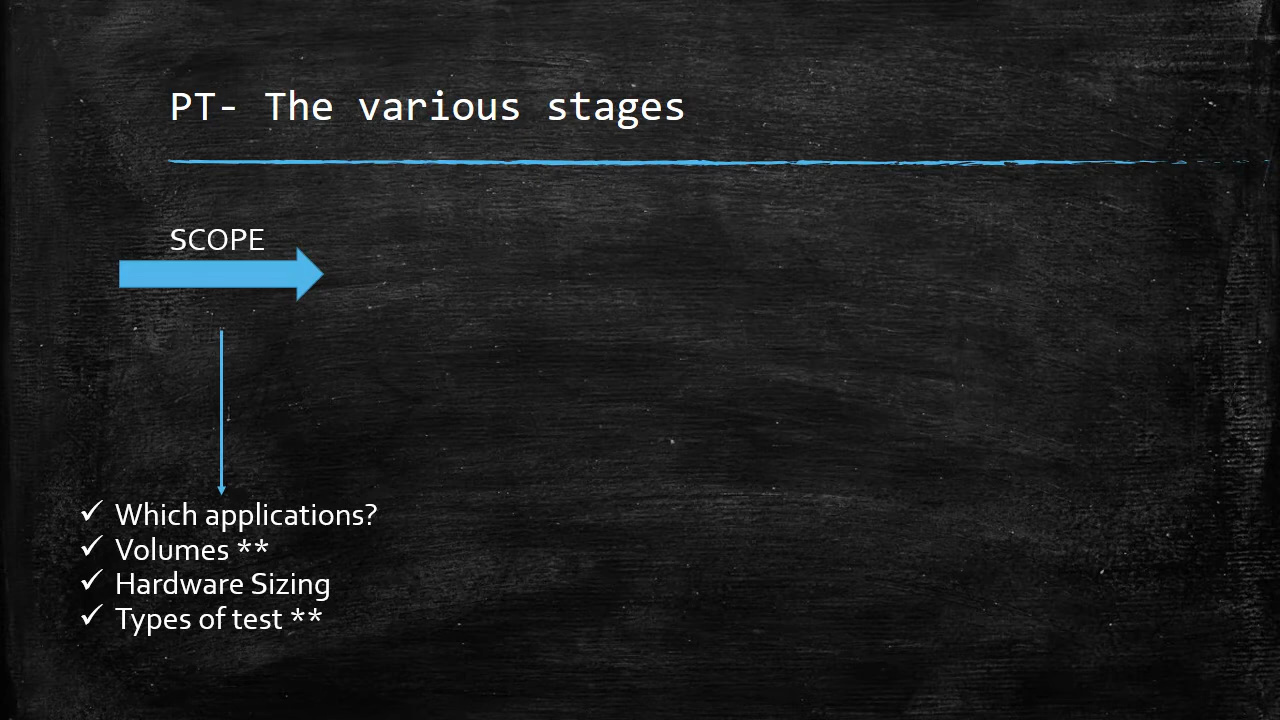 PT- The various stages
SCOPE
✓ Which applications?
✓ Volumes **
✓ Hardware Sizing
✓ Types of test **